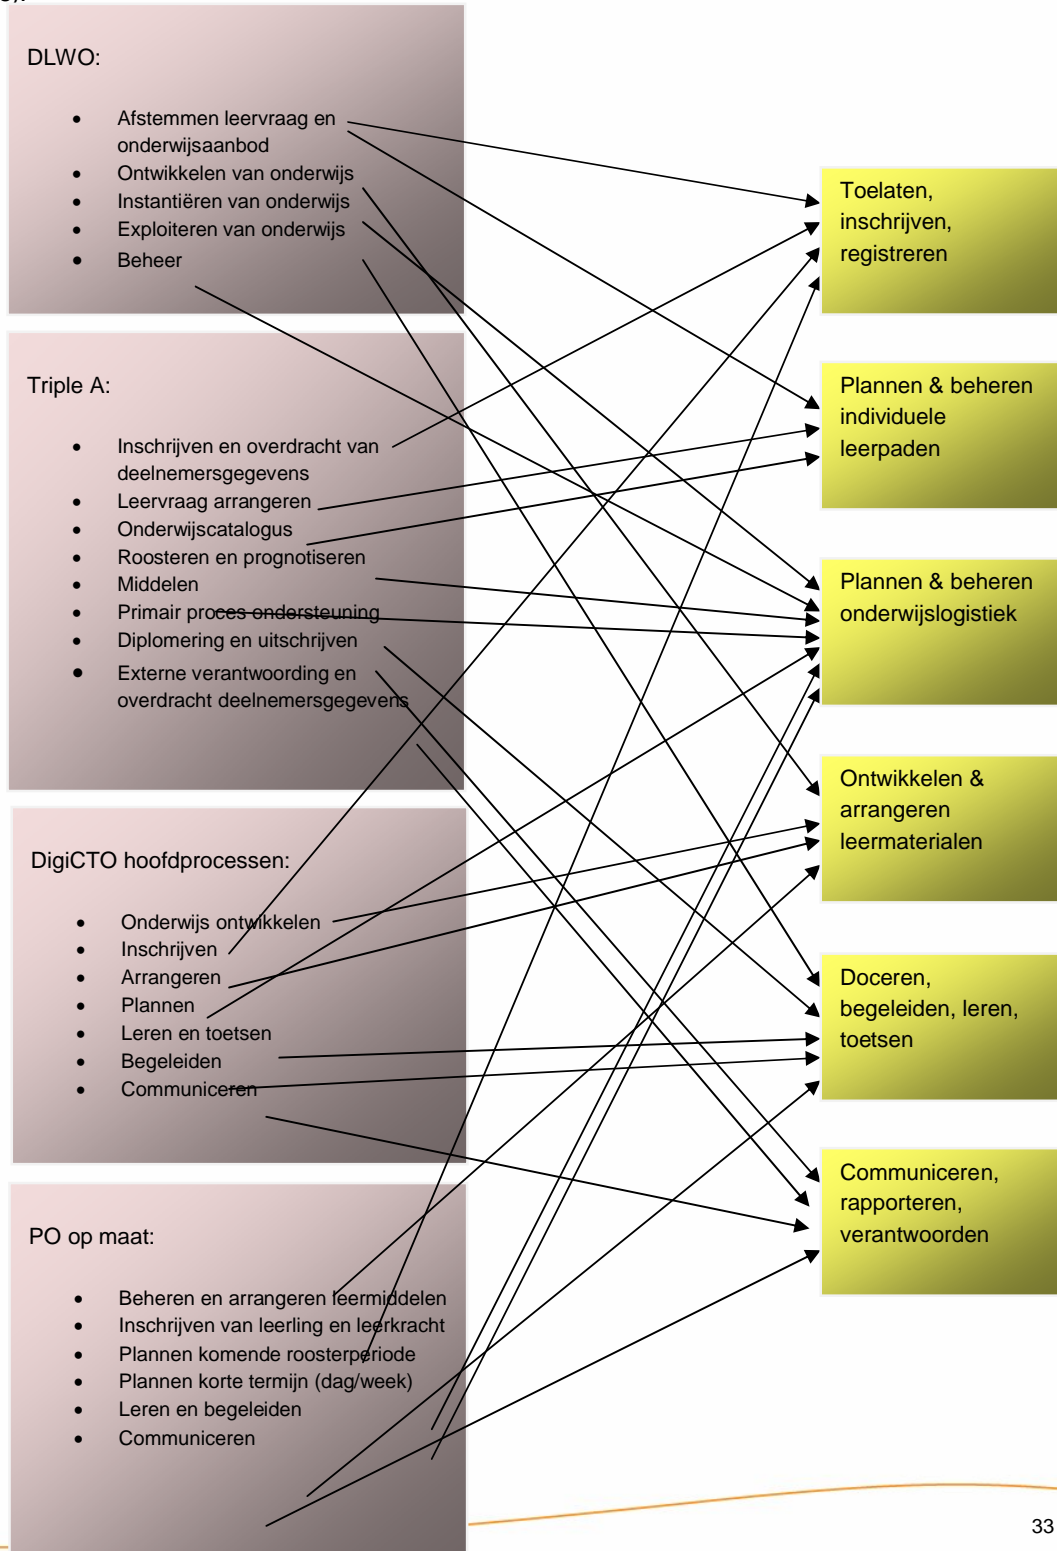 DLWO:
• Afstemmen leervraag en
onderwijsaanbod
• Ontwikkelen van onderwijs
• Instantiëren van onderwijs
• Exploiteren van onderwijs
• Beheer
Triple A:
• Inschrijven en overdracht van
deelnemersgegevens
• Leervraag arrangeren
• Onderwijscatalogus
• Roosteren en prognotiseren
• Middelen
• Primair proces ondersteuning
• Diplomering en uitschrijven
• Externe verantwoording en
overdracht deelnemersgegevens
DigiCTO hoofdprocessen:
• Onderwijs ontwikkelen
• Inschrijven
• Arrangeren
• Plannen
• Leren en toetsen
• Begeleiden
• Communiceren
PO op maat:
• Beheren en arrangeren leermiddelen
• Inschrijven van leerling en leerkracht
• Plannen komende roosterperiode
• Plannen korte termijn (dag/week)
• Leren en begeleiden
• Communiceren
Toelaten,
inschrijven,
registreren
Plannen & beheren
individuele
leerpaden
Plannen & beheren
onderwijslogistiek
Ontwikkelen &
arrangeren
leermaterialen
Doceren,
begeleiden, leren,
toetsen
Communiceren,
rapporteren,
verantwoorden
33